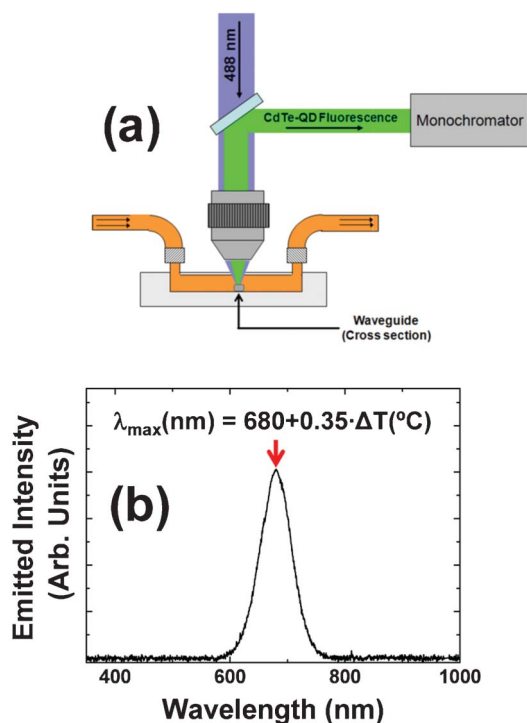 (a)
488 nm
CdTe-QD Fluorescence
Monochromator
Waveguide
(Cross section)
λmax(nm) = 680+0.35·ΔT(ºC)
(b)
Emitted Intensity
(Arb. Units)
400 600 800 1000
Wavelength (nm)